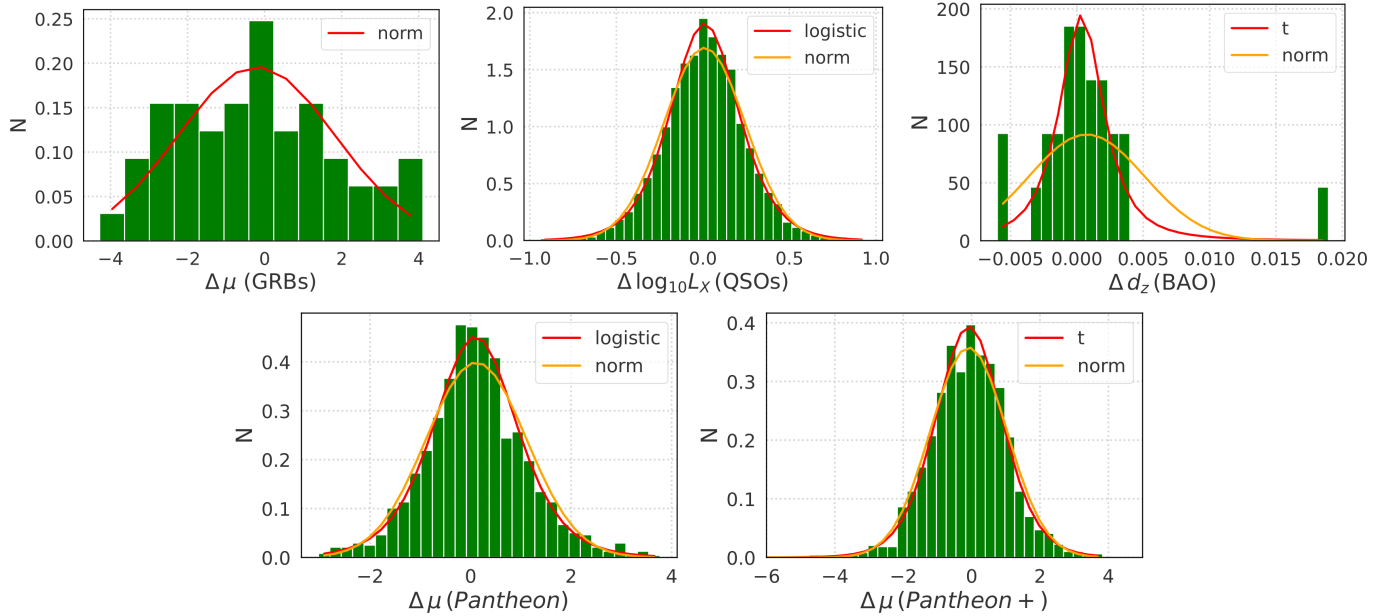 norm
N
0.25
0.20
0.15
0.10
0.05
0.00
−4
−2
0
2
4
Δ μ (GRBs)
logistic
norm
N
2.0
1.5
1.0
0.5
0.0
−1.0
−0.5
0.0
0.5
1.0
Δ log₁₀L_X (QSOs)
t
norm
N
200
150
100
50
0
−0.005
0.000
0.005
0.010
0.015
0.020
Δ d_z (BAO)
logistic
norm
N
0.4
0.3
0.2
0.1
0.0
−2
0
2
4
Δ μ (Pantheon)
t
norm
N
0.4
0.3
0.2
0.1
0.0
−6
−4
−2
0
2
4
Δ μ (Pantheon + )